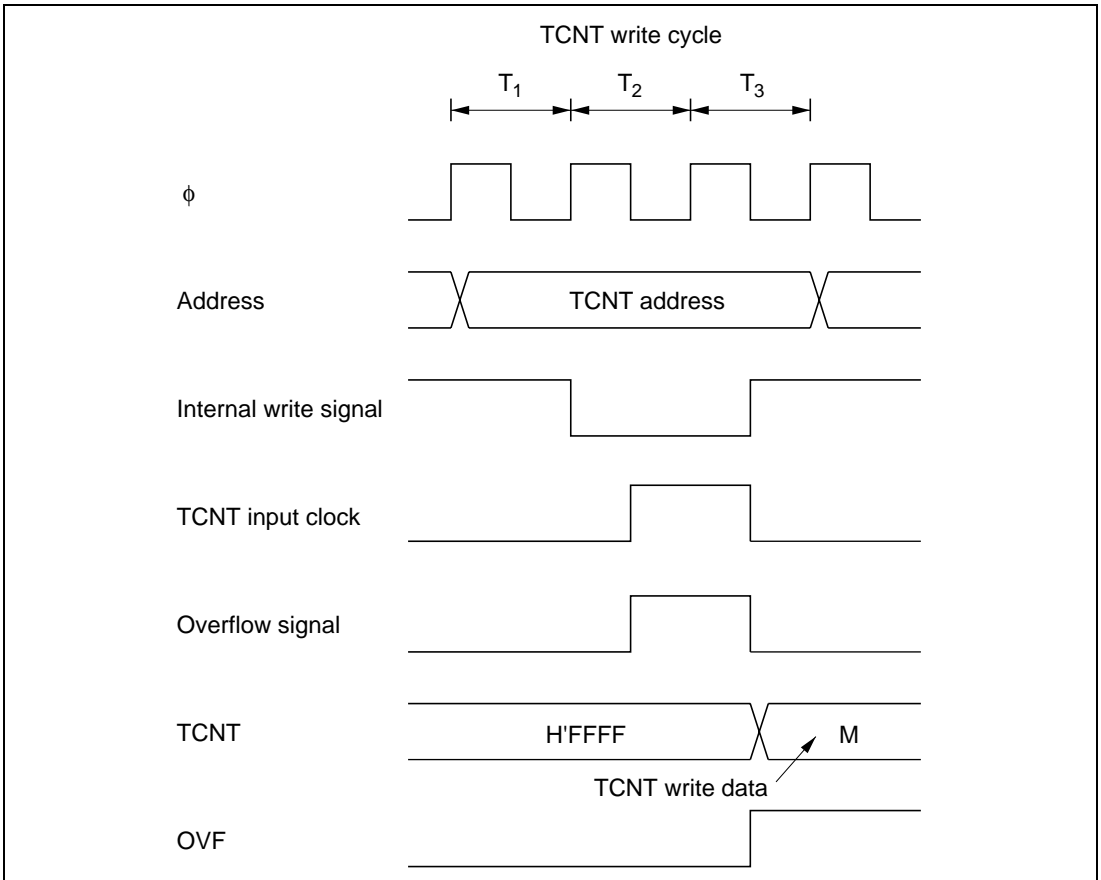 TCNT write cycle
T1 T2 T3
ϕ
Address TCNT address
Internal write signal
TCNT input clock
Overflow signal
TCNT H'FFFF M
TCNT write data
OVF